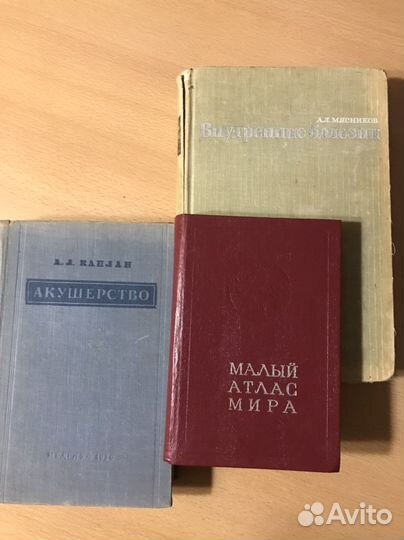 А.Л. МЯСНИКОВ
Внутренние болезни
А. Л. КАПЛАН
АКУШЕРСТВО
МАЛЫЙ
АТЛАС
МИРА
Avito